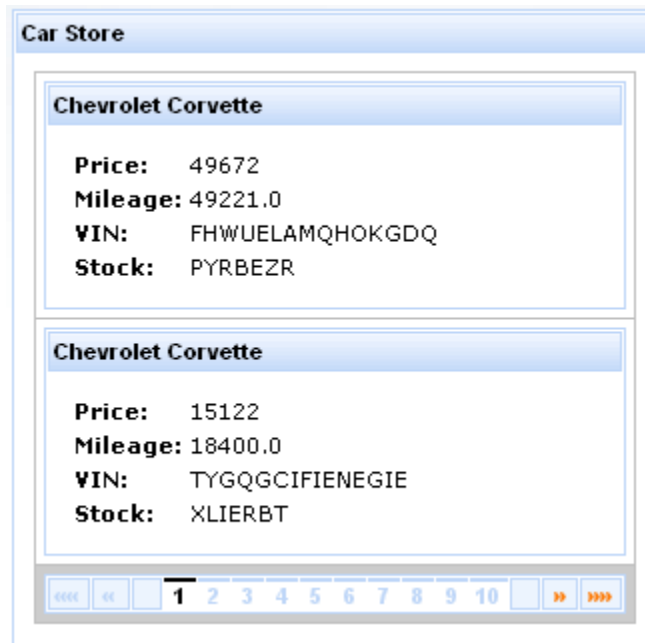 Car Store
Chevrolet Corvette
Price: 49672
Mileage: 49221.0
VIN: FHWUELAMQHOKGDQ
Stock: PYRBEZR
Chevrolet Corvette
Price: 15122
Mileage: 18400.0
VIN: TYGQGCIFIENEGIE
Stock: XLIERBT
«« « 1 2 3 4 5 6 7 8 9 10 » »»